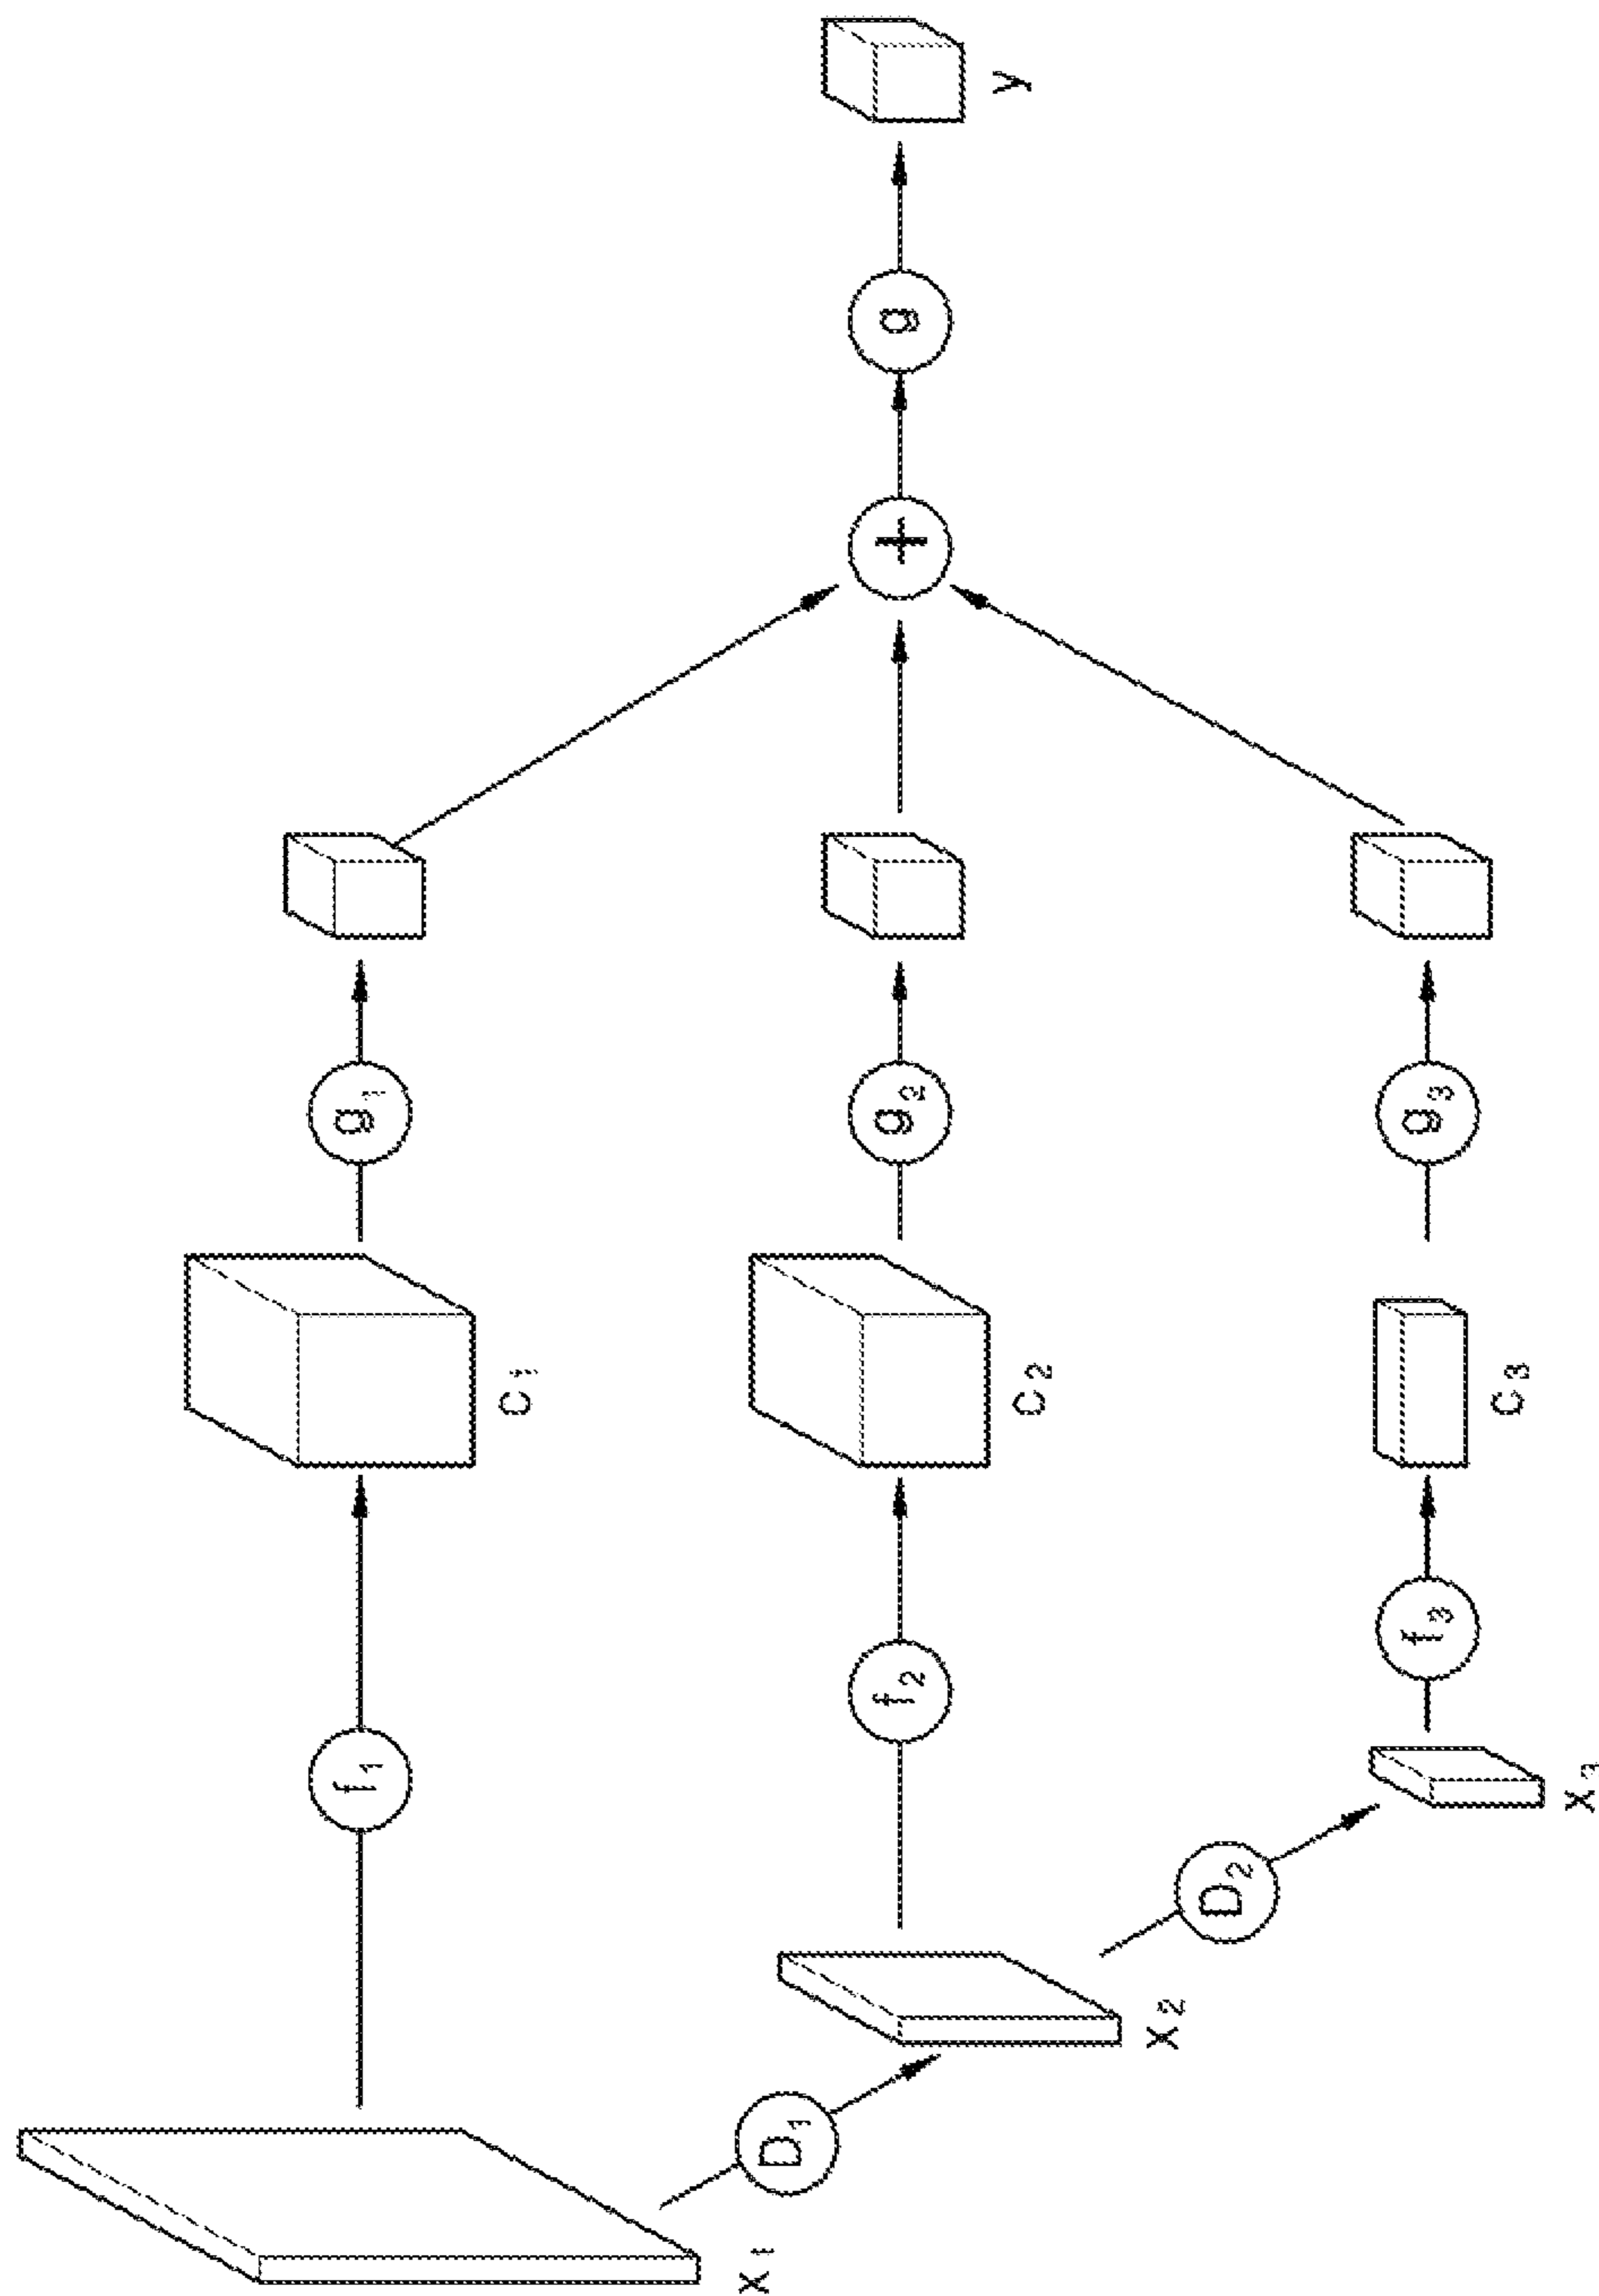 x₁
D₁
x₂
D₂
x₃
f₁
f₂
f₃
c₁
c₂
c₃
g₁
g₂
g₃
+
g
y